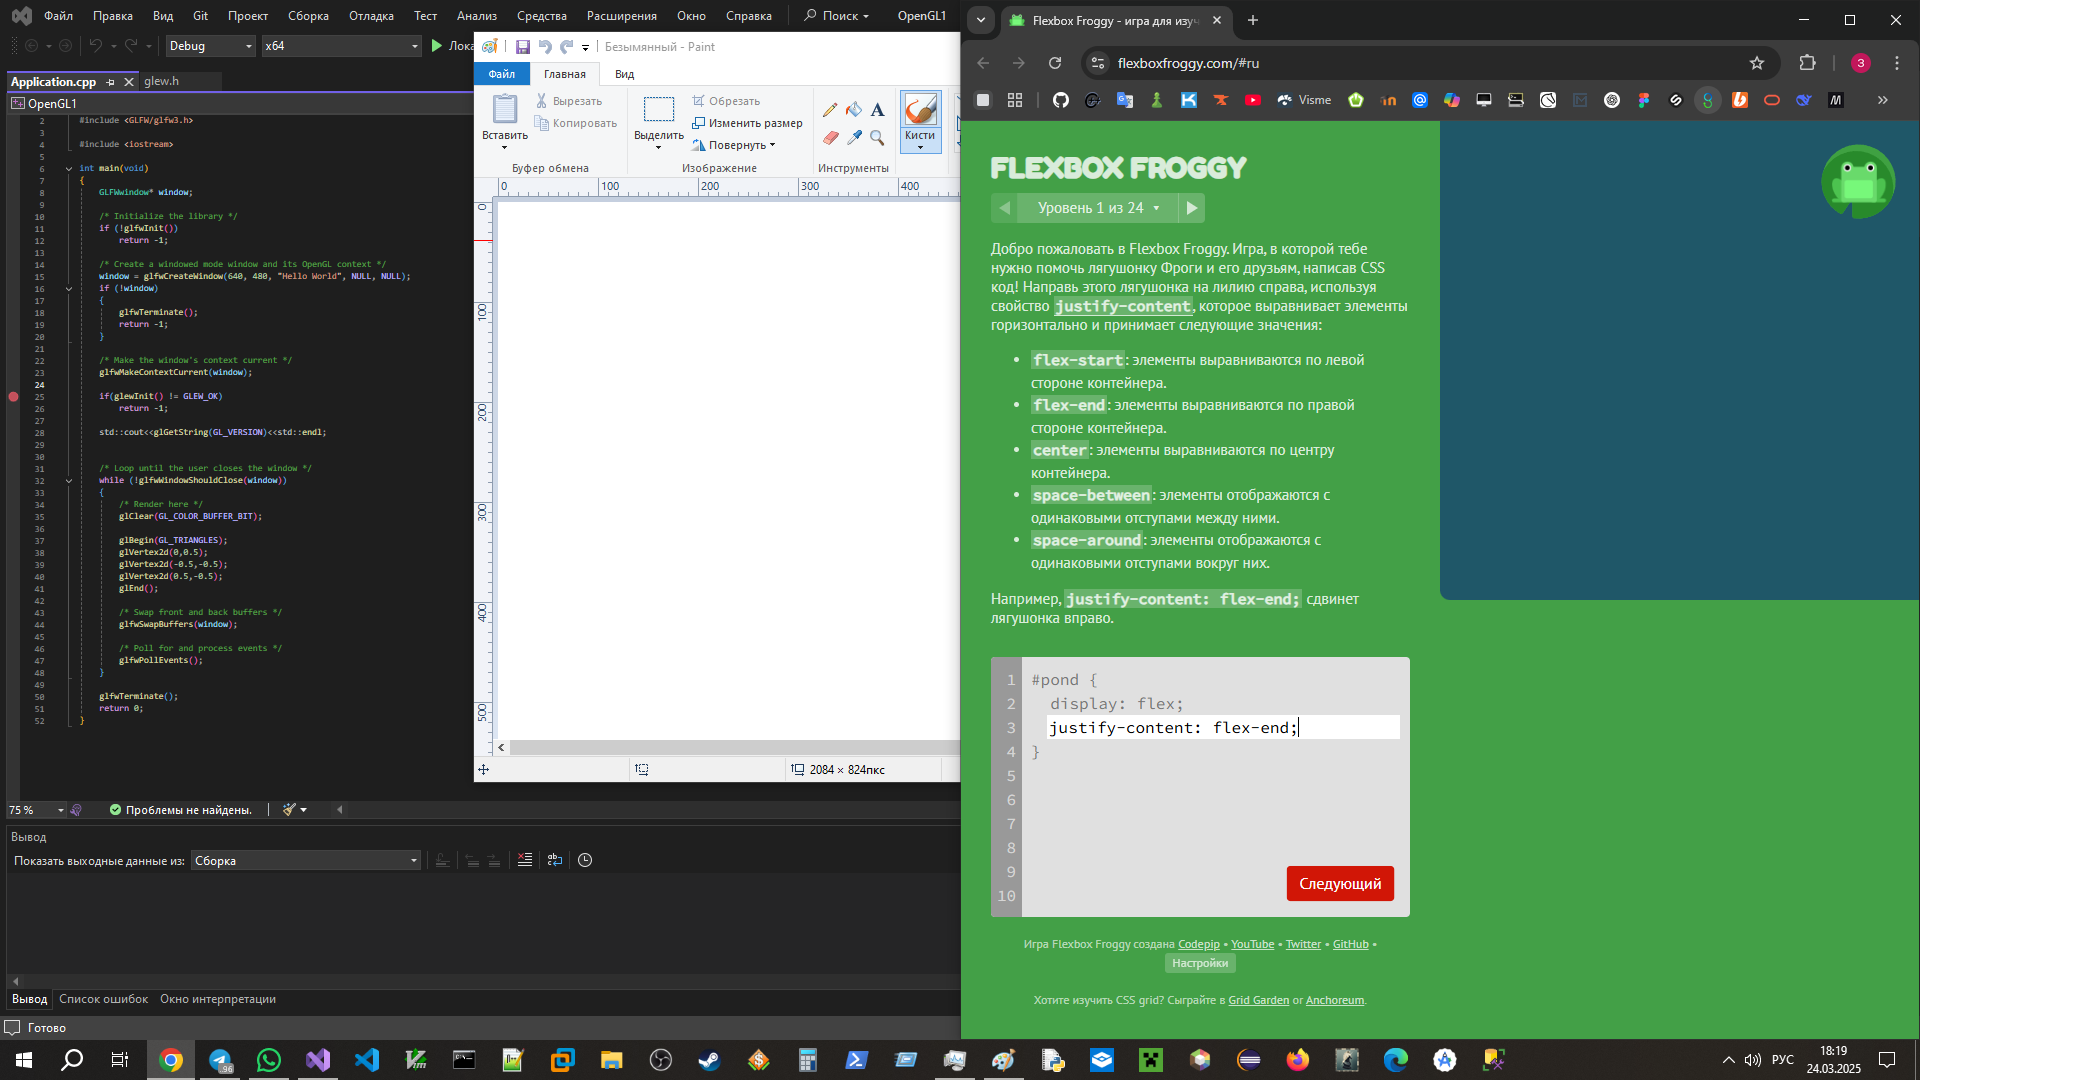 Файл Правка Вид Git Проект Сборка Отладка Тест Анализ Средства Расширения Окно Справка Поиск OpenGL1
Debug x64 Лока
Application.cpp glew.h
OpenGL1
2 #include <GLFW/glfw3.h>
3
4 #include <iostream>
5
6 int main(void)
7 {
8 GLFWwindow* window;
9
10 /* Initialize the library */
11 if (!glfwInit())
12 return -1;
13
14 /* Create a windowed mode window and its OpenGL context */
15 window = glfwCreateWindow(640, 480, "Hello World", NULL, NULL);
16 if (!window)
17 {
18 glfwTerminate();
19 return -1;
20 }
21
22 /* Make the window's context current */
23 glfwMakeContextCurrent(window);
24
25 if(glewInit() != GLEW_OK)
26 return -1;
27
28 std::cout<<glGetString(GL_VERSION)<<std::endl;
29
30
31 /* Loop until the user closes the window */
32 while (!glfwWindowShouldClose(window))
33 {
34 /* Render here */
35 glClear(GL_COLOR_BUFFER_BIT);
36
37 glBegin(GL_TRIANGLES);
38 glVertex2d(0,0.5);
39 glVertex2d(-0.5,-0.5);
40 glVertex2d(0.5,-0.5);
41 glEnd();
42
43 /* Swap front and back buffers */
44 glfwSwapBuffers(window);
45
46 /* Poll for and process events */
47 glfwPollEvents();
48 }
49
50 glfwTerminate();
51 return 0;
52 }
75 % Проблемы не найдены.
Вывод
Показать выходные данные из: Сборка
Вывод Список ошибок Окно интерпретации
Готово
Безымянный - Paint
Файл Главная Вид
Вставить
Вырезать
Копировать
Буфер обмена
Выделить
Обрезать
Изменить размер
Повернуть
Изображение
A
Инструменты
Кисти
0 100 200 300 400
0
100
200
300
400
500
2084 × 824пкс
Flexbox Froggy - игра для изуч
flexboxfroggy.com/#ru
3
Visme
FLEXBOX FROGGY
Уровень 1 из 24
Добро пожаловать в Flexbox Froggy. Игра, в которой тебе
нужно помочь лягушонку Фроги и его друзьям, написав CSS
код! Направь этого лягушонка на лилию справа, используя
свойство justify-content, которое выравнивает элементы
горизонтально и принимает следующие значения:
• flex-start: элементы выравниваются по левой
стороне контейнера.
• flex-end: элементы выравниваются по правой
стороне контейнера.
• center: элементы выравниваются по центру
контейнера.
• space-between: элементы отображаются с
одинаковыми отступами между ними.
• space-around: элементы отображаются с
одинаковыми отступами вокруг них.
Например, justify-content: flex-end; сдвинет
лягушонка вправо.
1 #pond {
2 display: flex;
3 justify-content: flex-end;
4 }
5
6
7
8
9
10
Следующий
Игра Flexbox Froggy создана Codepip • YouTube • Twitter • GitHub •
Настройки
Хотите изучить CSS grid? Сыграйте в Grid Garden or Anchoreum.
96
РУС
18:19
24.03.2025